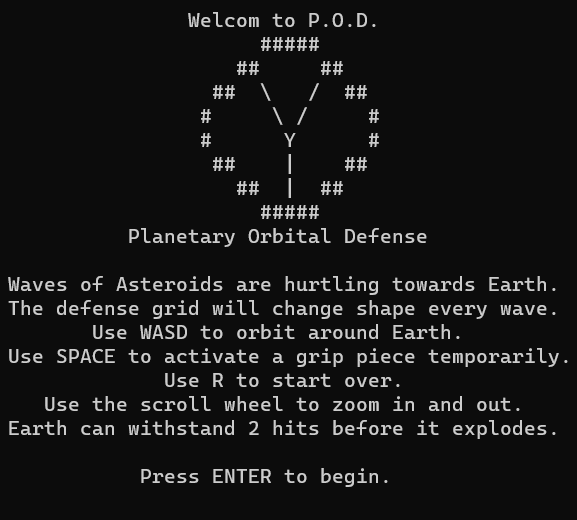 Welcom to P.O.D.
#####
##     ##
##  \   /  ##
#     \ /     #
#      Y      #
##    |    ##
##  |  ##
#####
Planetary Orbital Defense
Waves of Asteroids are hurtling towards Earth.
The defense grid will change shape every wave.
Use WASD to orbit around Earth.
Use SPACE to activate a grip piece temporarily.
Use R to start over.
Use the scroll wheel to zoom in and out.
Earth can withstand 2 hits before it explodes.
Press ENTER to begin.